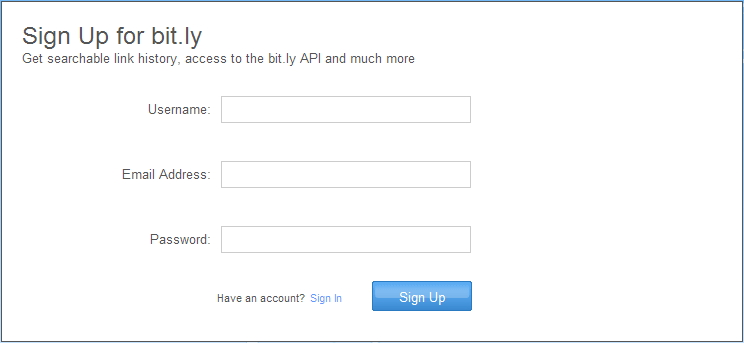 Sign Up for bit.ly
Get searchable link history, access to the bit.ly API and much more
Username:
Email Address:
Password:
Have an account? Sign In
Sign Up